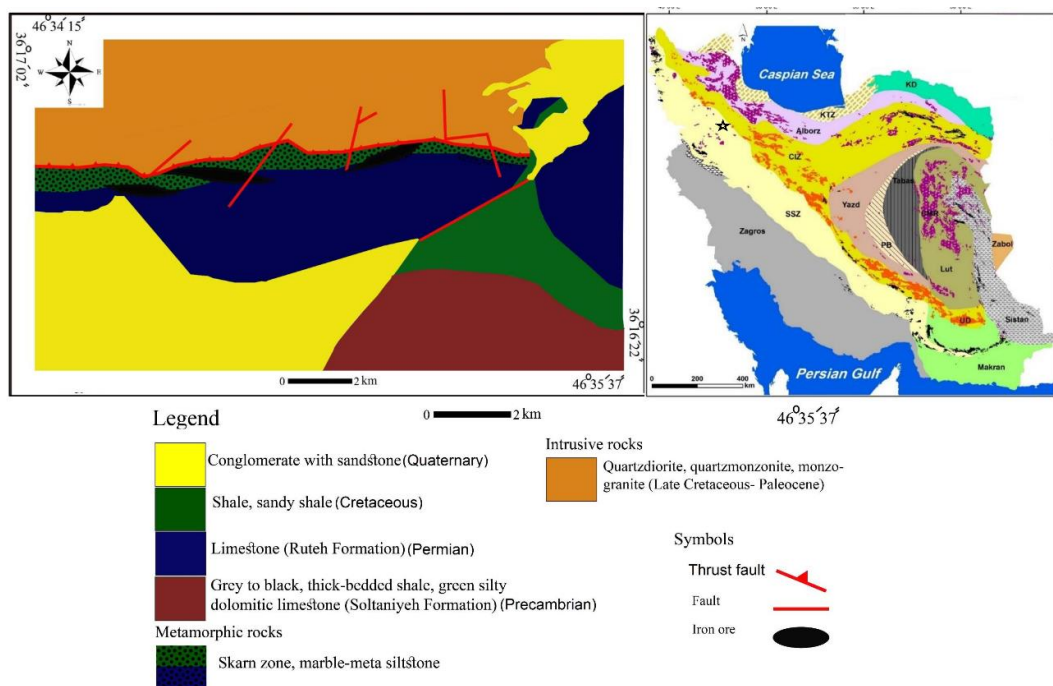 46° 34′ 15″
36° 17′ 02″
N
W E
S
36° 16′ 22″
0 2 km
46° 35′ 37″
N
Caspian Sea
KD
KTZ
Alborz
CIZ
Tabas
Yazd
SSZ
Zagros
PB
Lut
Zabol
Sistan
UD
Makran
Persian Gulf
0 200 400
km
0 2 km
46° 35′ 37″
Legend
Conglomerate with sandstone (Quaternary)
Shale, sandy shale (Cretaceous)
Limestone (Ruteh Formation) (Permian)
Grey to black, thick-bedded shale, green silty
dolomitic limestone (Soltaniyeh Formation) (Precambrian)
Metamorphic rocks
Skarn zone, marble-meta siltstone
Intrusive rocks
Quartzdiorite, quartzmonzonite, monzo-
granite (Late Cretaceous- Paleocene)
Symbols
Thrust fault
Fault
Iron ore